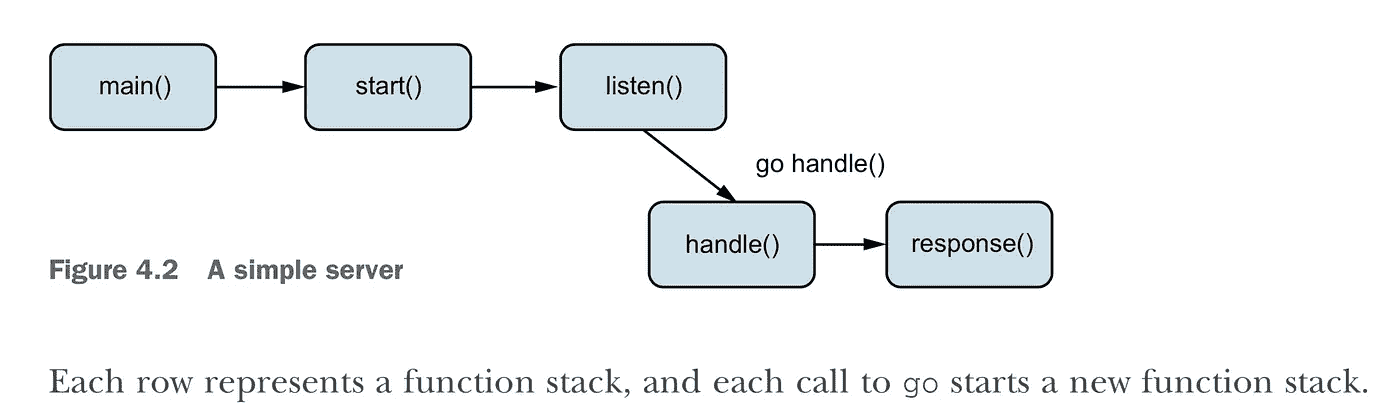 main()
start()
listen()
go handle()
handle()
response()
Figure 4.2 A simple server
Each row represents a function stack, and each call to go starts a new function stack.